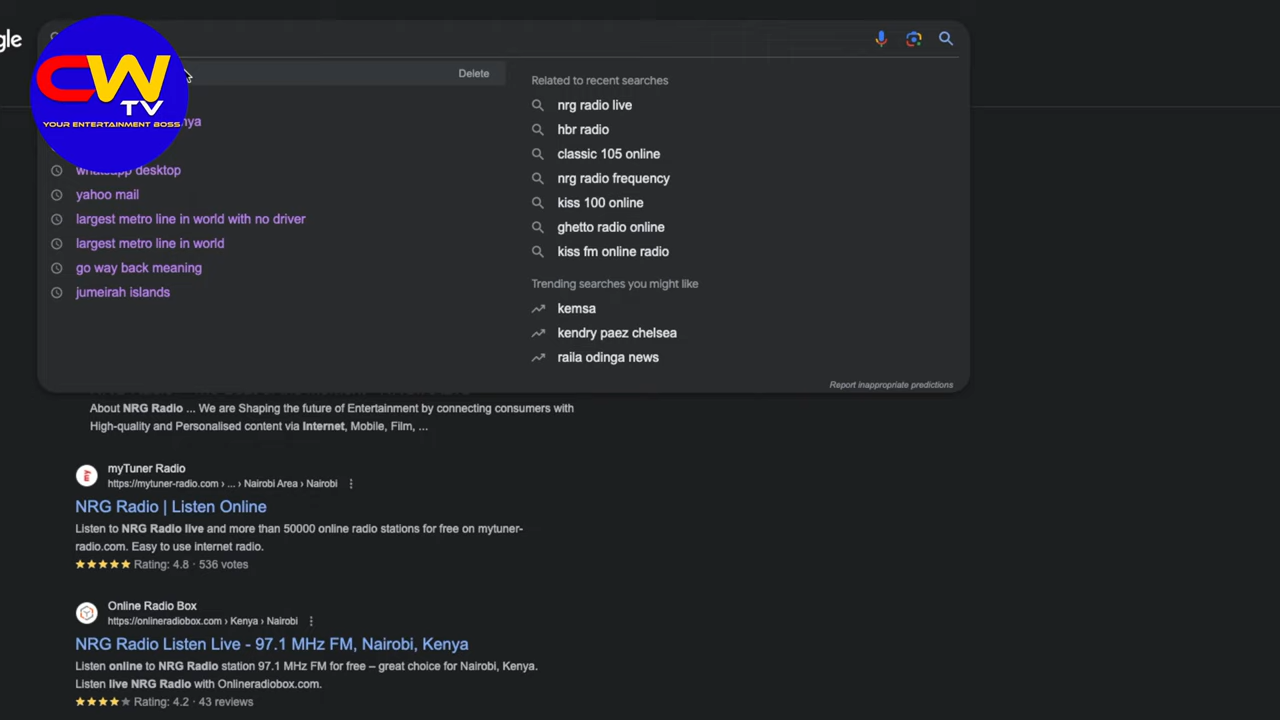 gle
CW
TV
YOUR ENTERTAINMENT BOSS
Delete
nya
whatsapp desktop
yahoo mail
largest metro line in world with no driver
largest metro line in world
go way back meaning
jumeirah islands
Related to recent searches
nrg radio live
hbr radio
classic 105 online
nrg radio frequency
kiss 100 online
ghetto radio online
kiss fm online radio
Trending searches you might like
kemsa
kendry paez chelsea
raila odinga news
Report inappropriate predictions
About NRG Radio ... We are Shaping the future of Entertainment by connecting consumers with
High-quality and Personalised content via Internet, Mobile, Film, ...
my
myTuner Radio
https://mytuner-radio.com › ... › Nairobi Area › Nairobi
NRG Radio | Listen Online
Listen to NRG Radio live and more than 50000 online radio stations for free on mytuner-
radio.com. Easy to use internet radio.
Rating: 4.8 · 536 votes
Online Radio Box
https://onlineradiobox.com › Kenya › Nairobi
NRG Radio Listen Live - 97.1 MHz FM, Nairobi, Kenya
Listen online to NRG Radio station 97.1 MHz FM for free – great choice for Nairobi, Kenya.
Listen live NRG Radio with Onlineradiobox.com.
Rating: 4.2 · 43 reviews